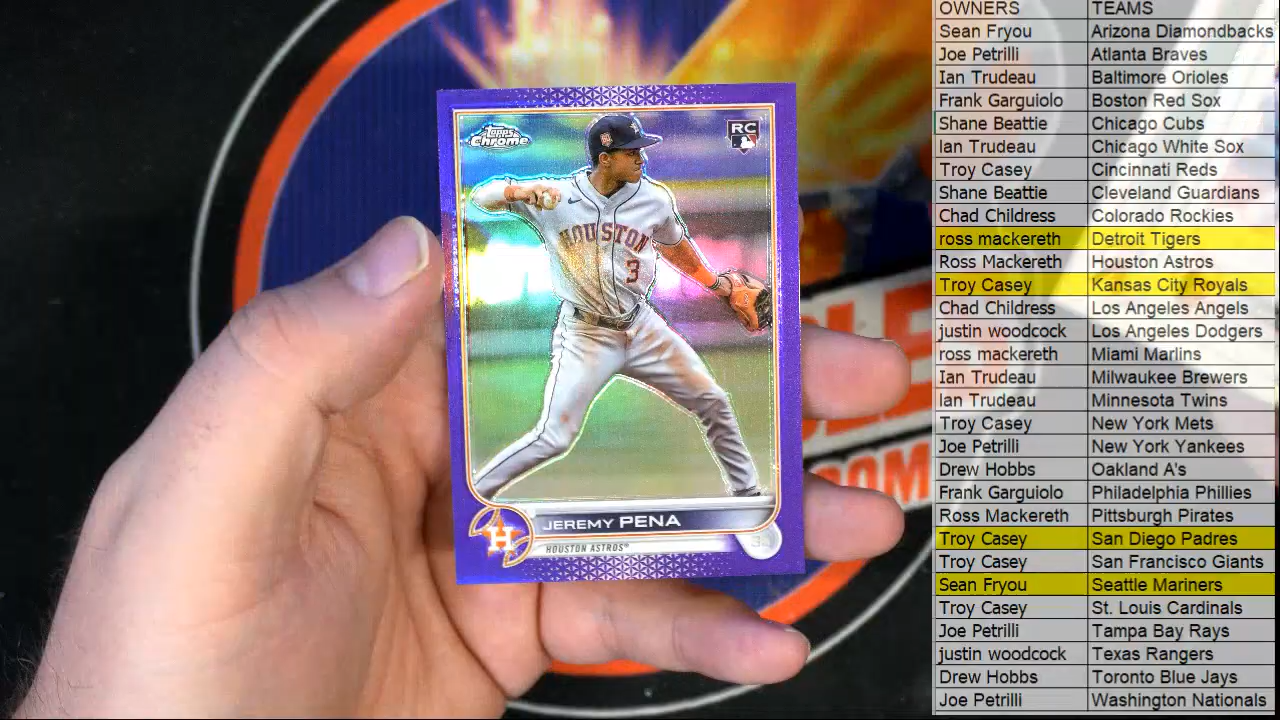 Topps
Chrome
RC
HOUSTON
3
JEREMY PENA
HOUSTON ASTROS
H
OM
OWNERS TEAMS
Sean Fryou Arizona Diamondbacks
Joe Petrilli Atlanta Braves
Ian Trudeau Baltimore Orioles
Frank Garguiolo Boston Red Sox
Shane Beattie Chicago Cubs
Ian Trudeau Chicago White Sox
Troy Casey Cincinnati Reds
Shane Beattie Cleveland Guardians
Chad Childress Colorado Rockies
ross mackereth Detroit Tigers
Ross Mackereth Houston Astros
Troy Casey Kansas City Royals
Chad Childress Los Angeles Angels
justin woodcock Los Angeles Dodgers
ross mackereth Miami Marlins
Ian Trudeau Milwaukee Brewers
Ian Trudeau Minnesota Twins
Troy Casey New York Mets
Joe Petrilli New York Yankees
Drew Hobbs Oakland A's
Frank Garguiolo Philadelphia Phillies
Ross Mackereth Pittsburgh Pirates
Troy Casey San Diego Padres
Troy Casey San Francisco Giants
Sean Fryou Seattle Mariners
Troy Casey St. Louis Cardinals
Joe Petrilli Tampa Bay Rays
justin woodcock Texas Rangers
Drew Hobbs Toronto Blue Jays
Joe Petrilli Washington Nationals